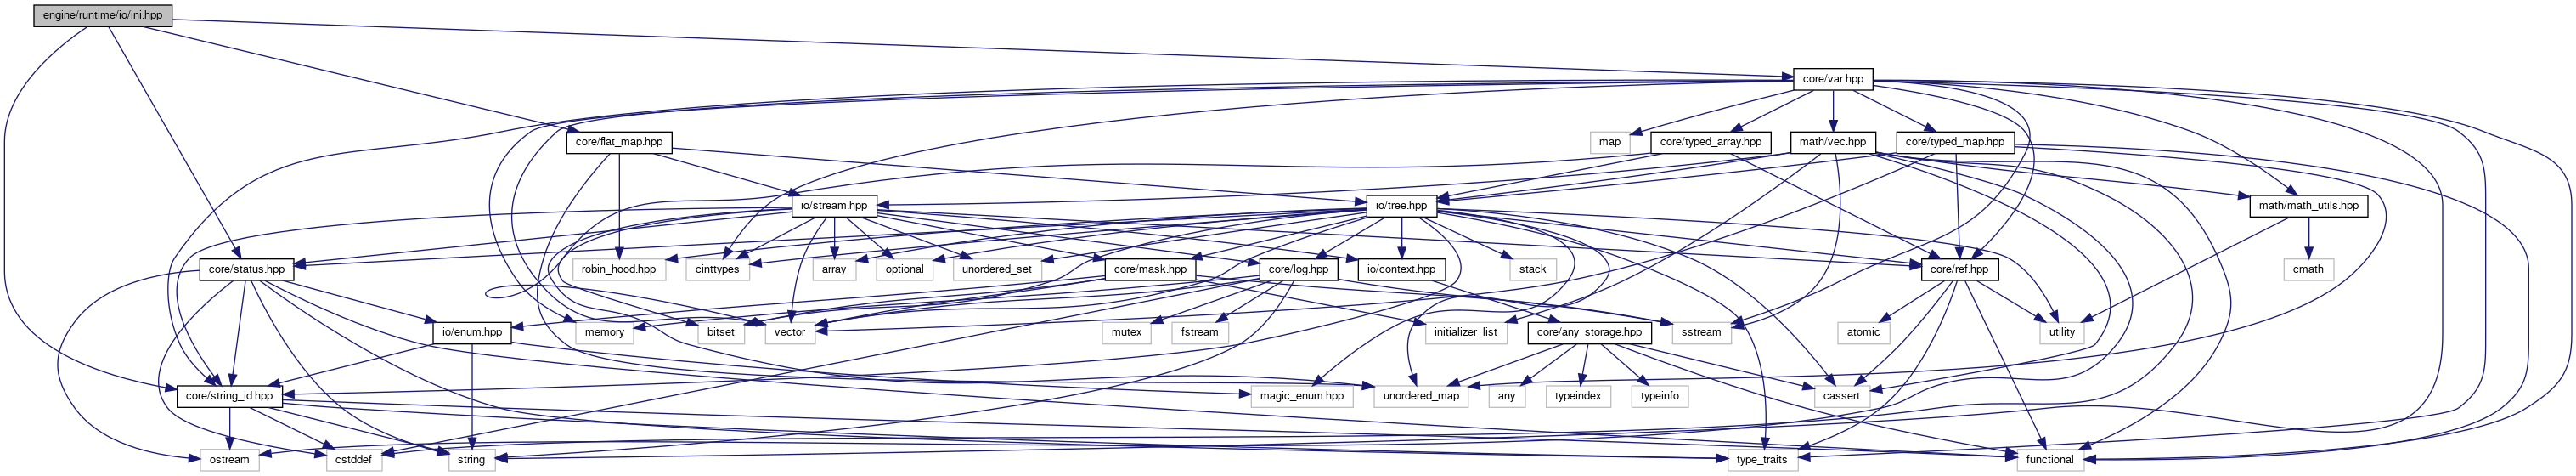 engine/runtime/io/ini.hpp
core/var.hpp
core/flat_map.hpp
map
core/typed_array.hpp
math/vec.hpp
core/typed_map.hpp
io/stream.hpp
io/tree.hpp
math/math_utils.hpp
core/status.hpp
robin_hood.hpp
cinttypes
array
optional
unordered_set
core/mask.hpp
core/log.hpp
io/context.hpp
stack
core/ref.hpp
cmath
io/enum.hpp
memory
bitset
vector
mutex
fstream
initializer_list
core/any_storage.hpp
sstream
atomic
utility
core/string_id.hpp
magic_enum.hpp
unordered_map
any
typeindex
typeinfo
cassert
ostream
cstddef
string
type_traits
functional